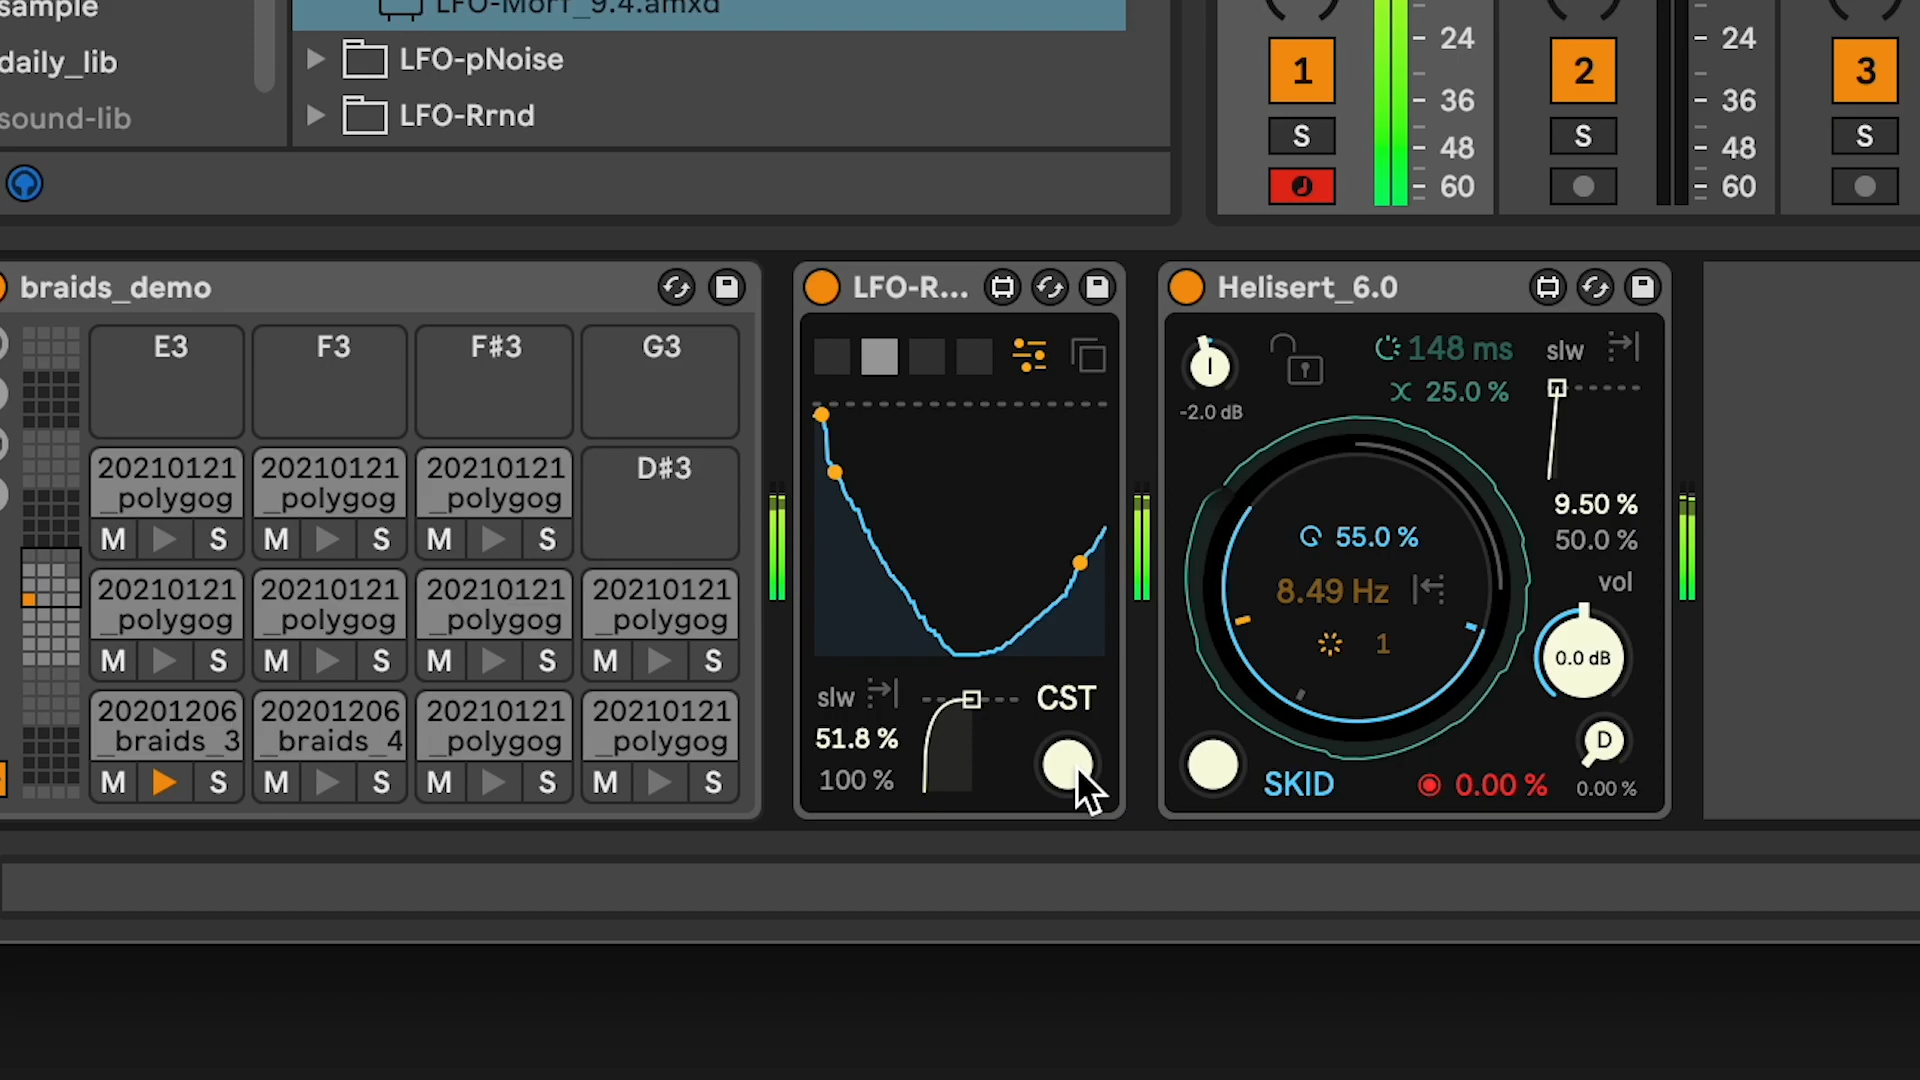 sample
daily_lib
sound-lib
LFO-Morf_9.4.amxd
LFO-pNoise
LFO-Rrnd
1
S
24
36
48
60
2
S
24
36
48
60
3
S
braids_demo
E3
F3
F#3
G3
20210121
_polygog
M
S
20210121
_polygog
M
S
20210121
_polygog
M
S
D#3
20210121
_polygog
M
S
20210121
_polygog
M
S
20210121
_polygog
M
S
20210121
_polygog
M
S
20201206
_braids_3
M
S
20201206
_braids_4
M
S
20210121
_polygog
M
S
20210121
_polygog
M
S
LFO-R...
slw
51.8 %
100 %
CST
Helisert_6.0
I
-2.0 dB
148 ms
25.0 %
slw
9.50 %
50.0 %
vol
0.0 dB
D
0.00 %
55.0 %
8.49 Hz
1
SKID
0.00 %